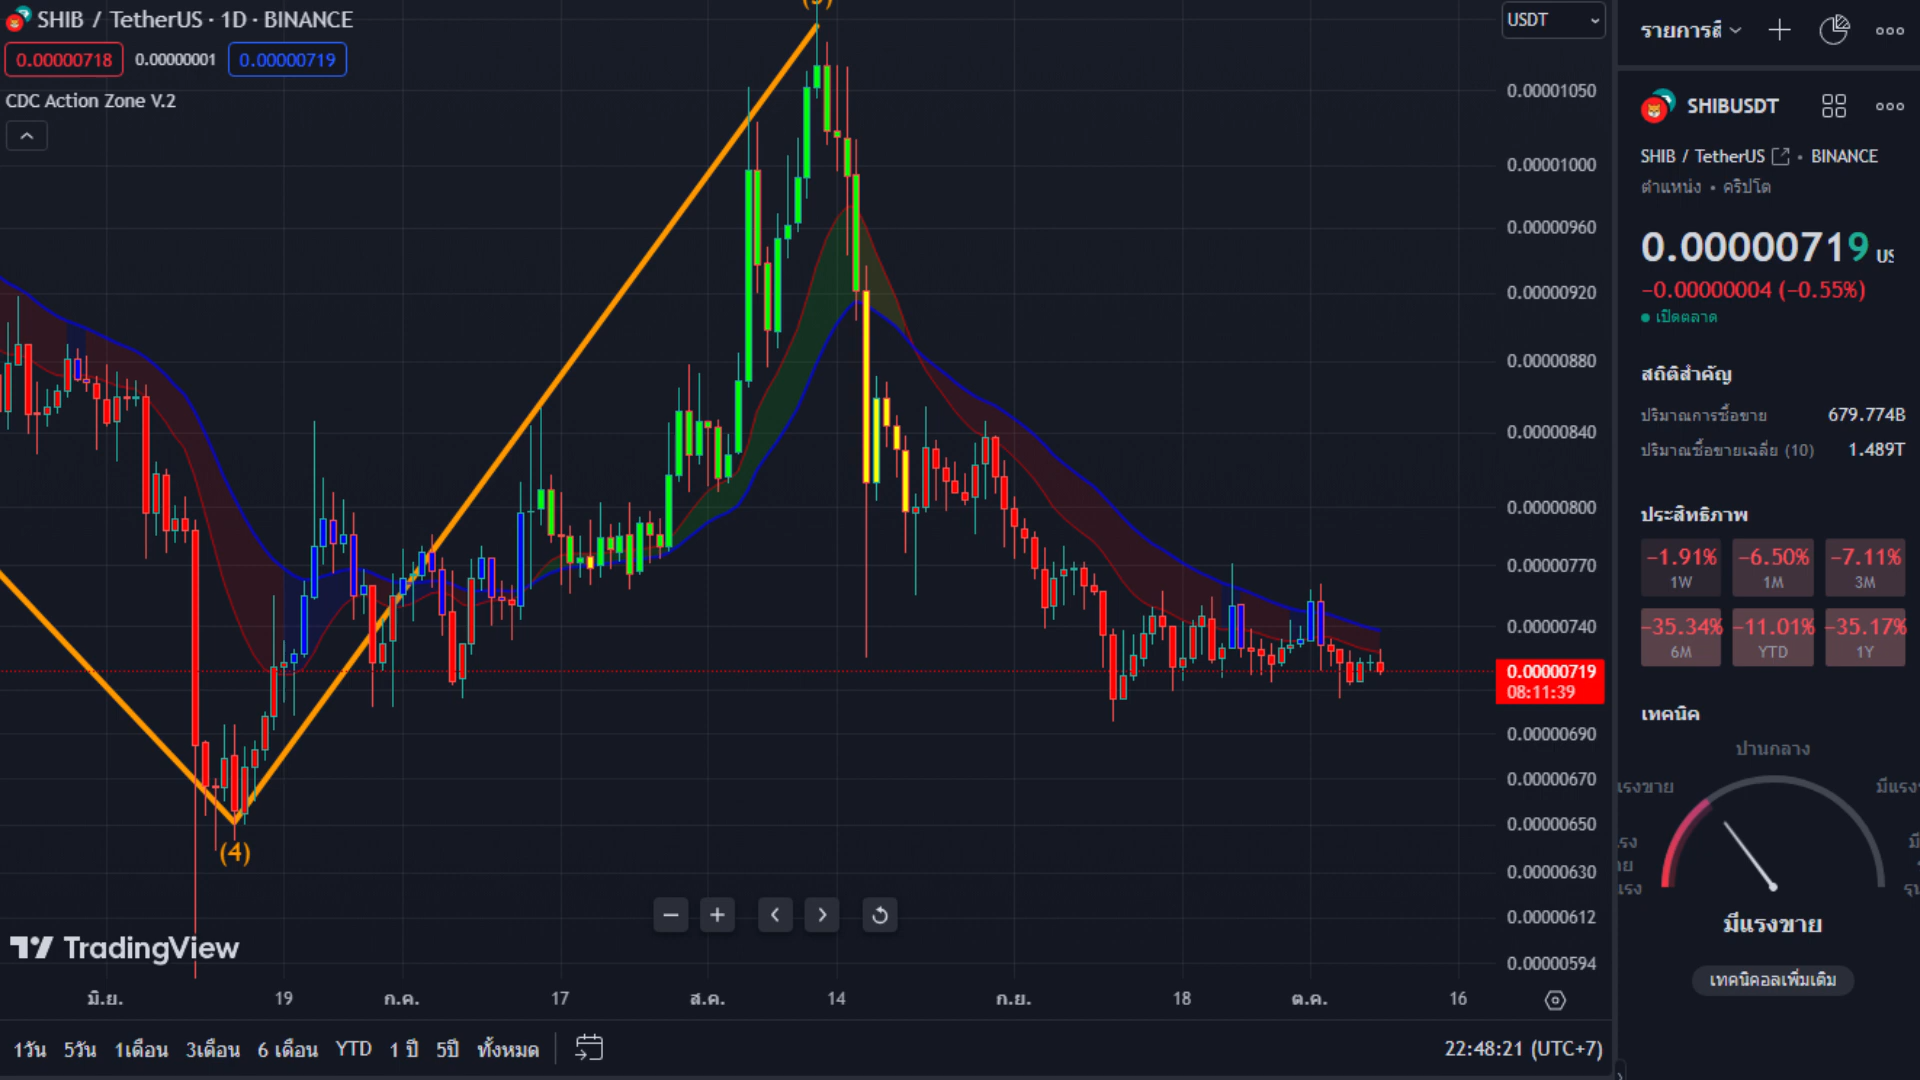 SHIB / TetherUS · 1D · BINANCE
0.00000718 0.00000001 0.00000719
CDC Action Zone V.2
(4)
TradingView
USDT
0.00001050
0.00001000
0.00000960
0.00000920
0.00000880
0.00000840
0.00000800
0.00000770
0.00000740
0.00000719
08:11:39
0.00000690
0.00000670
0.00000650
0.00000630
0.00000612
0.00000594
มิ.ย. 19 ก.ค. 17 ส.ค. 14 ก.ย. 18 ต.ค. 16
1วัน 5วัน 1เดือน 3เดือน 6 เดือน YTD 1 ปี 5ปี ทั้งหมด
22:48:21 (UTC+7)
รายการสั
SHIBUSDT
SHIB / TetherUS • BINANCE
ตำแหน่ง • คริปโต
0.00000719 US
−0.00000004 (−0.55%)
เปิดตลาด
สถิติสำคัญ
ปริมาณการซื้อขาย 679.774B
ปริมาณซื้อขายเฉลี่ย (10) 1.489T
ประสิทธิภาพ
−1.91% −6.50% −7.11%
1W 1M 3M
−35.34% −11.01% −35.17%
6M YTD 1Y
เทคนิค
ปานกลาง
แรงขาย มีแรง
มีแรงขาย
เทคนิคอลเพิ่มเติม